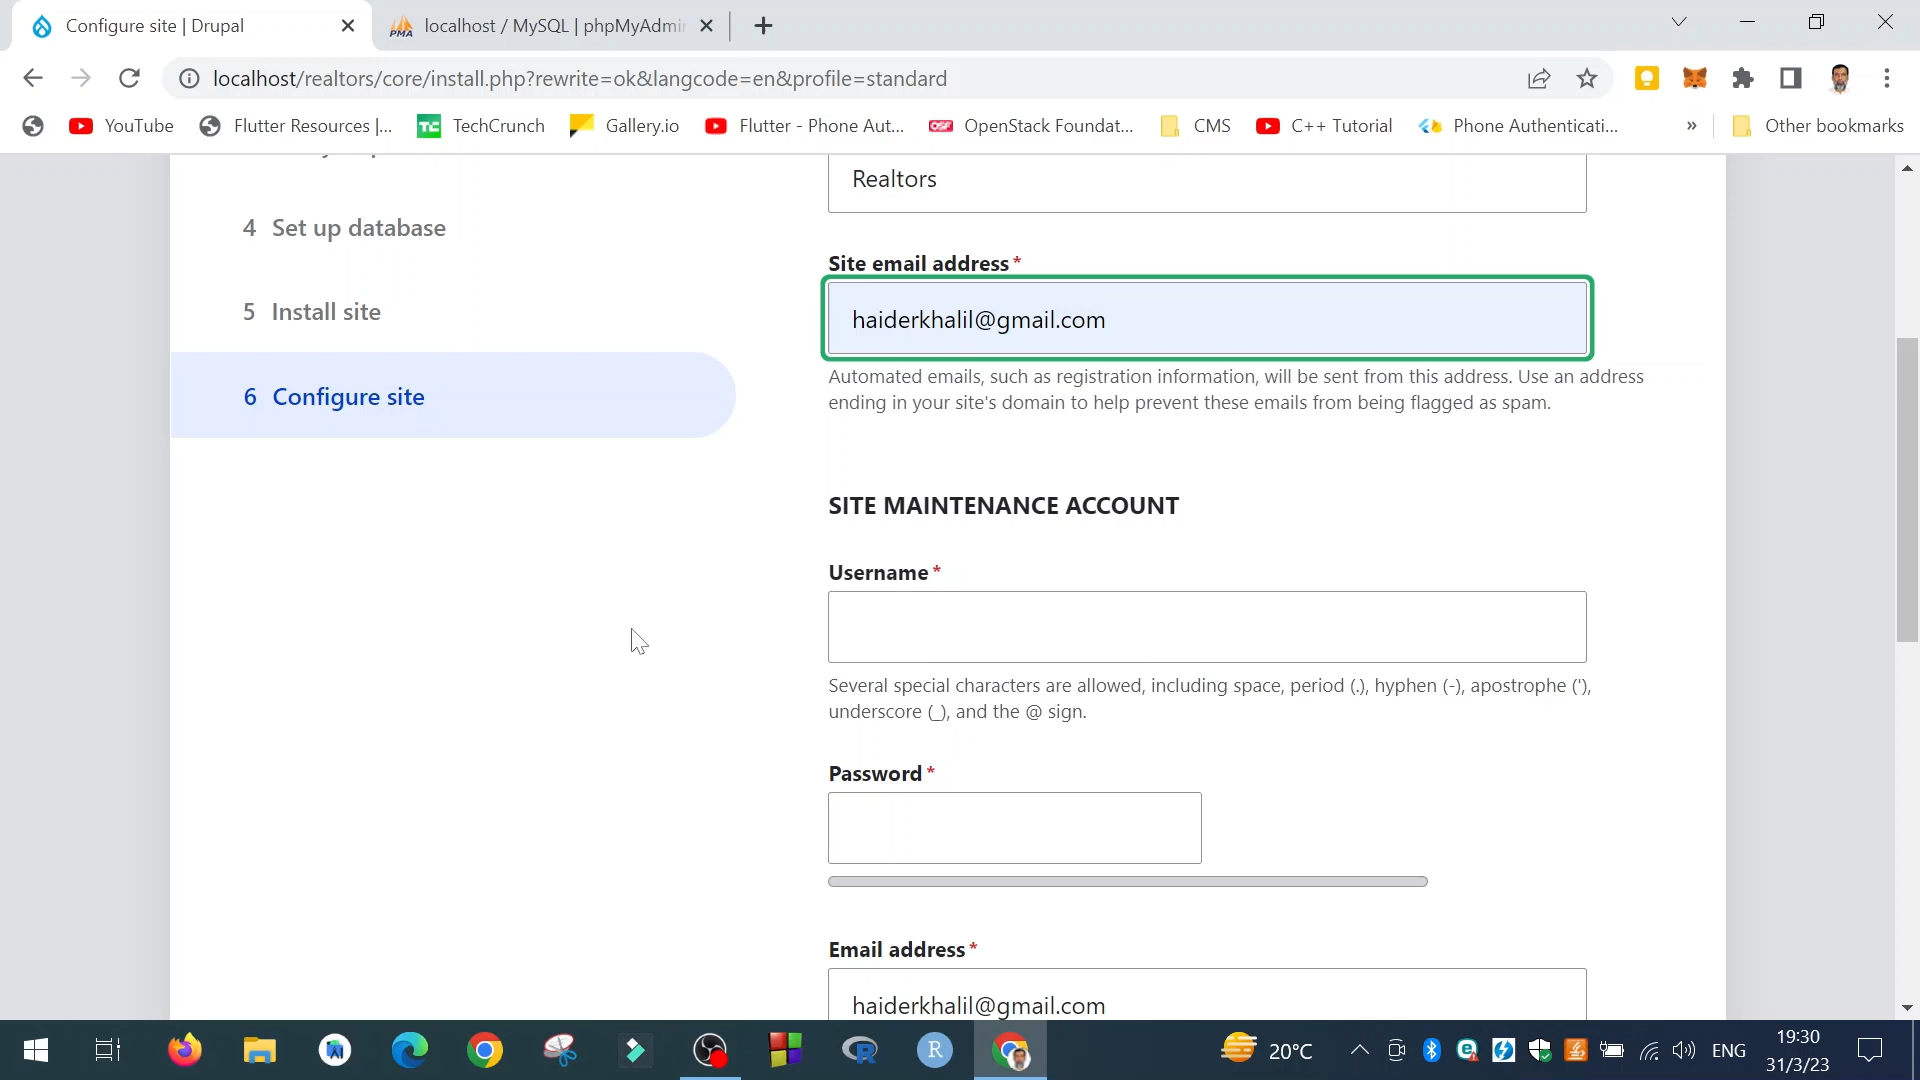 Configure site | Drupal
localhost / MySQL | phpMyAdmi
localhost/realtors/core/install.php?rewrite=ok&langcode=en&profile=standard
YouTube
Flutter Resources |...
TechCrunch
Gallery.io
Flutter - Phone Aut...
OpenStack Foundat...
CMS
C++ Tutorial
Phone Authenticati...
»
Other bookmarks
Realtors
4 Set up database
Site email address *
5 Install site
haiderkhalil@gmail.com
Automated emails, such as registration information, will be sent from this address. Use an address
ending in your site's domain to help prevent these emails from being flagged as spam.
6 Configure site
SITE MAINTENANCE ACCOUNT
Username *
Several special characters are allowed, including space, period (.), hyphen (-), apostrophe ('),
underscore (_), and the @ sign.
Password *
Email address *
haiderkhalil@gmail.com
20°C
ENG
19:30
31/3/23